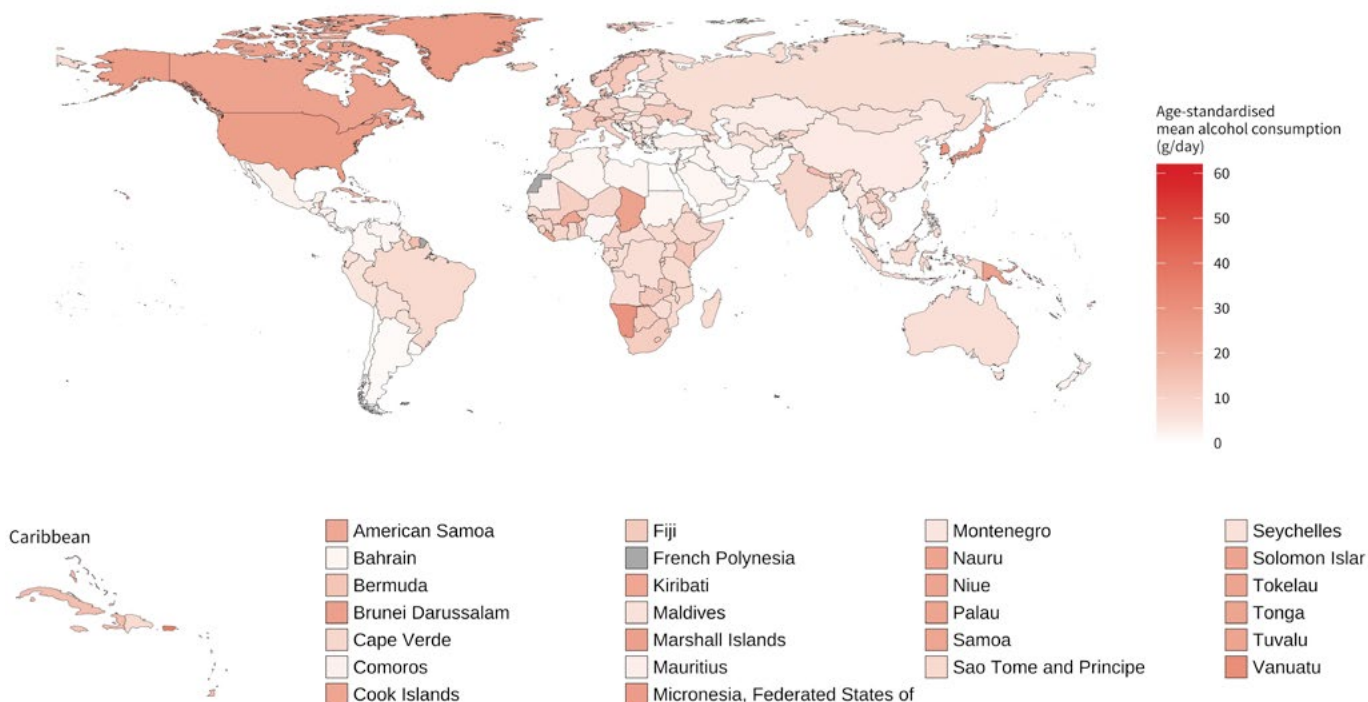 Age-standardised
mean alcohol consumption
(g/day)
60
50
40
30
20
10
0
Caribbean
American Samoa
Bahrain
Bermuda
Brunei Darussalam
Cape Verde
Comoros
Cook Islands
Fiji
French Polynesia
Kiribati
Maldives
Marshall Islands
Mauritius
Micronesia, Federated States of
Montenegro
Nauru
Niue
Palau
Samoa
Sao Tome and Principe
Seychelles
Solomon Islar
Tokelau
Tonga
Tuvalu
Vanuatu